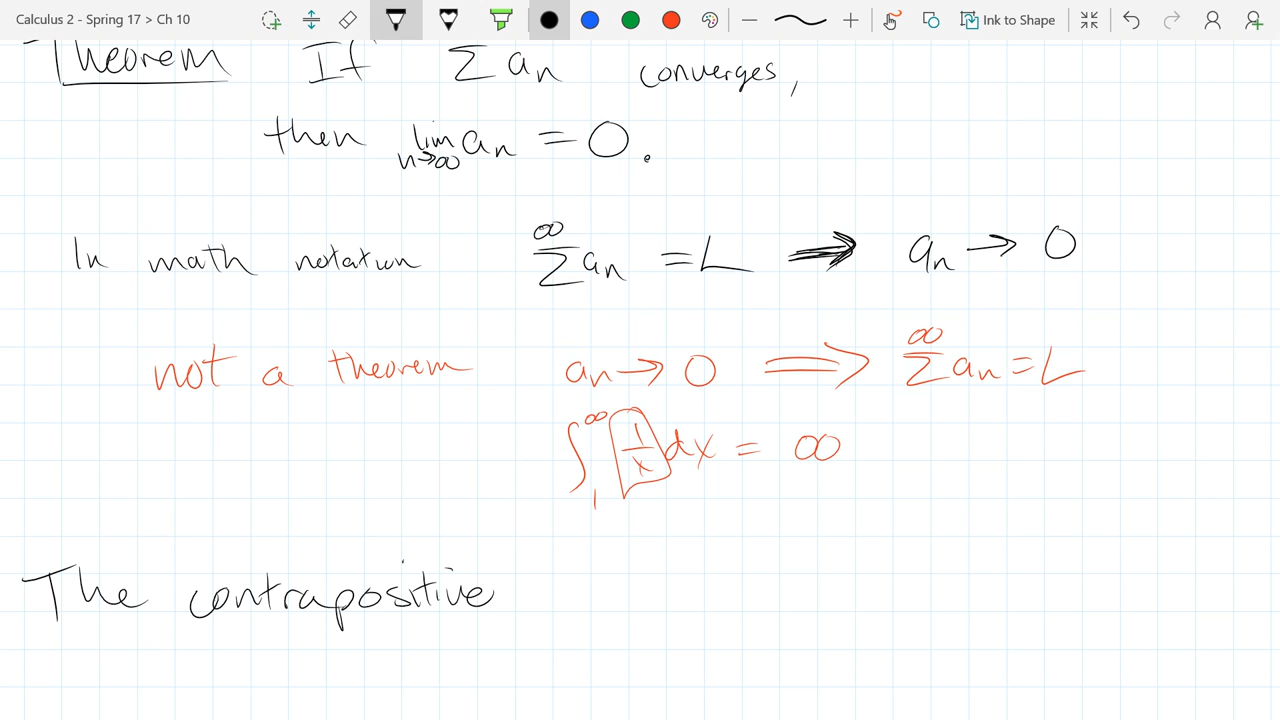 Calculus 2 - Spring 17 > Ch 10 Ink to Shape
Theorem If Σ aₙ converges,
then lim n→∞ aₙ = 0.
In math notation ∞ Σ aₙ = L ⟹ aₙ → 0
not a theorem aₙ → 0 ⟹ ∞ Σ aₙ = L
∫₁^∞ 1/x dx = ∞
The contrapositive